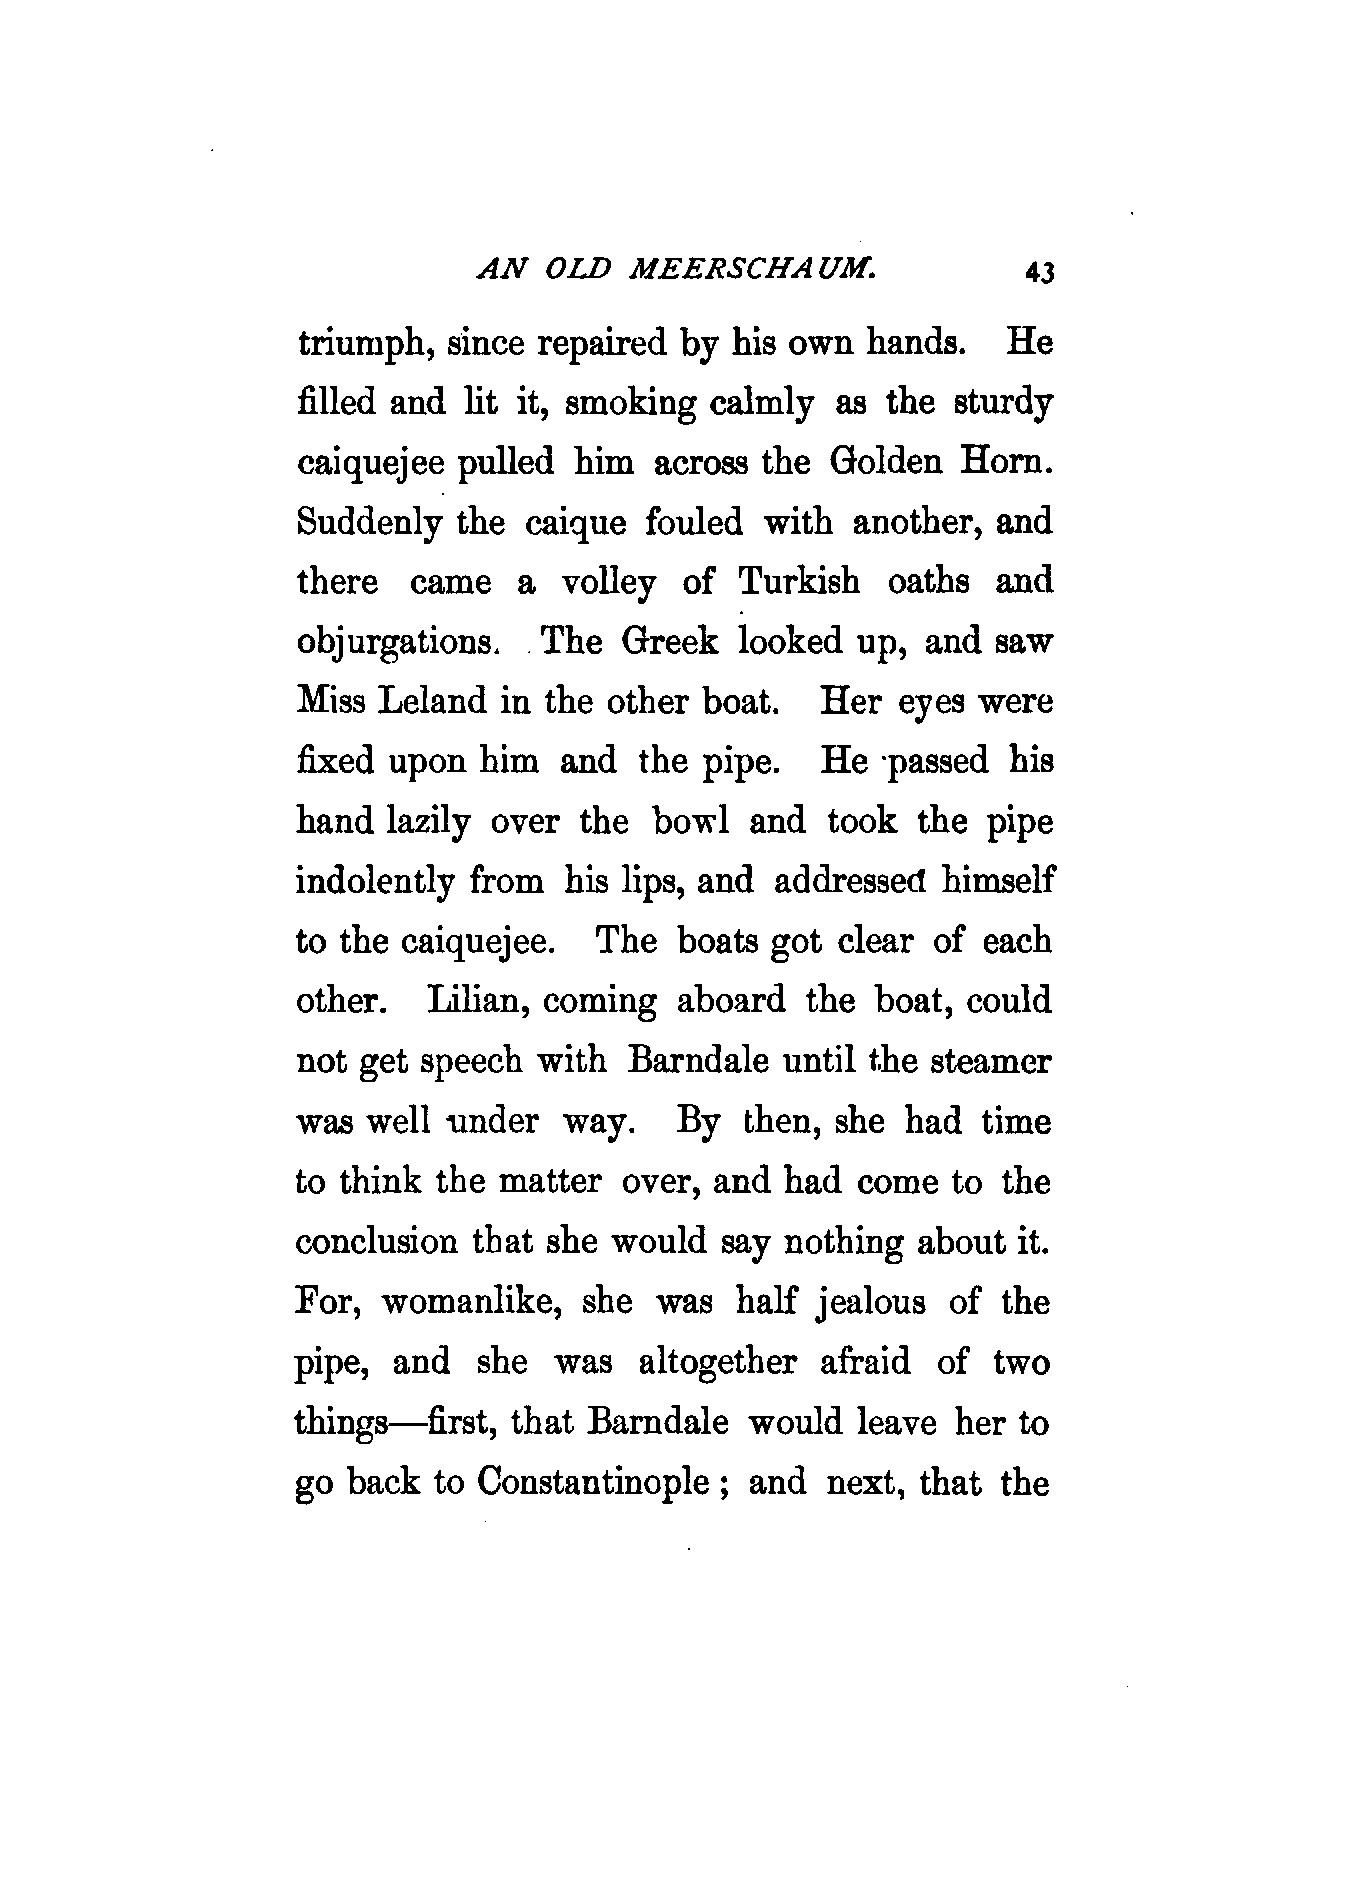 AN OLD MEERSCHAUM. 43
triumph, since repaired by his own hands. He
filled and lit it, smoking calmly as the sturdy
caiquejee pulled him across the Golden Horn.
Suddenly the caique fouled with another, and
there came a volley of Turkish oaths and
objurgations. The Greek looked up, and saw
Miss Leland in the other boat. Her eyes were
fixed upon him and the pipe. He passed his
hand lazily over the bowl and took the pipe
indolently from his lips, and addressed himself
to the caiquejee. The boats got clear of each
other. Lilian, coming aboard the boat, could
not get speech with Barndale until the steamer
was well under way. By then, she had time
to think the matter over, and had come to the
conclusion that she would say nothing about it.
For, womanlike, she was half jealous of the
pipe, and she was altogether afraid of two
things—first, that Barndale would leave her to
go back to Constantinople ; and next, that the